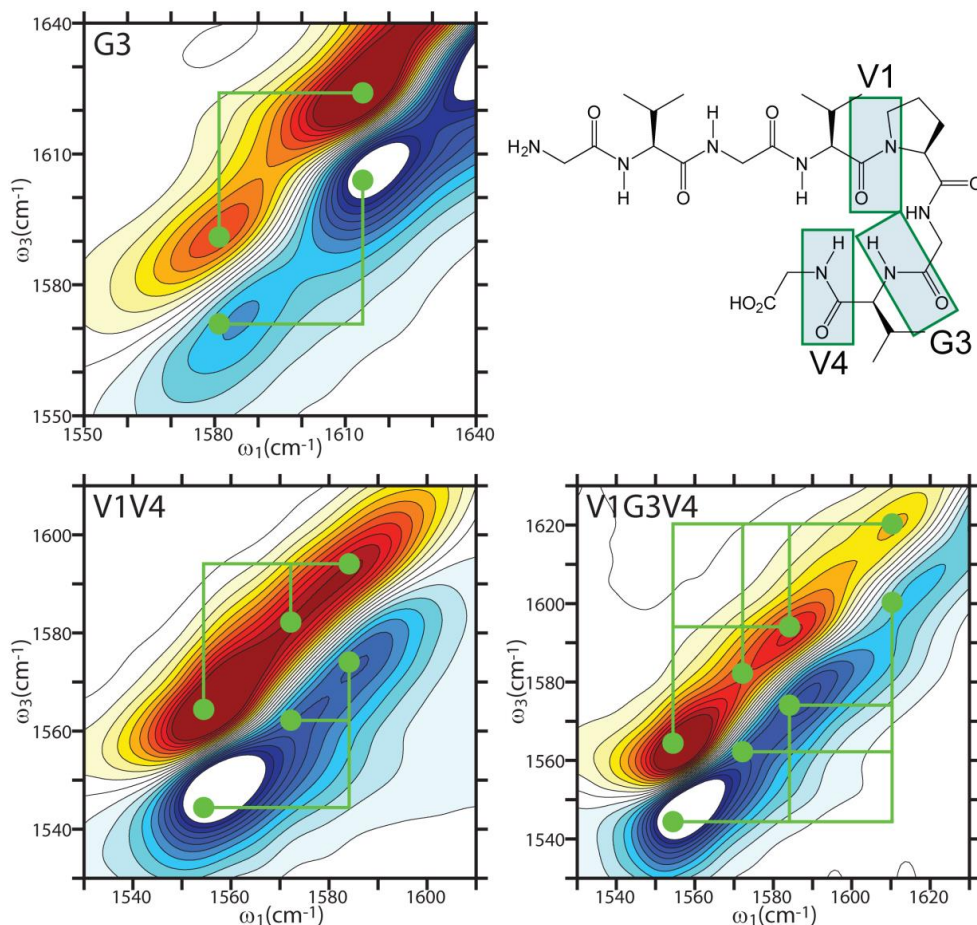 G3
1640
1610
1580
1550
ω3(cm-1)
1550
1580
1610
1640
ω1(cm-1)
V1
H
N
O
N
O
N
H2N
N
N
O
H
O
H
O
O
HN
H
H
N
N
O
HO2C
O
G3
V4
V1V4
1600
1580
1560
1540
ω3(cm-1)
1540
1560
1580
1600
ω1(cm-1)
V1G3V4
1620
1600
1580
1560
1540
ω3(cm-1)
1540
1560
1580
1600
1620
ω1(cm-1)